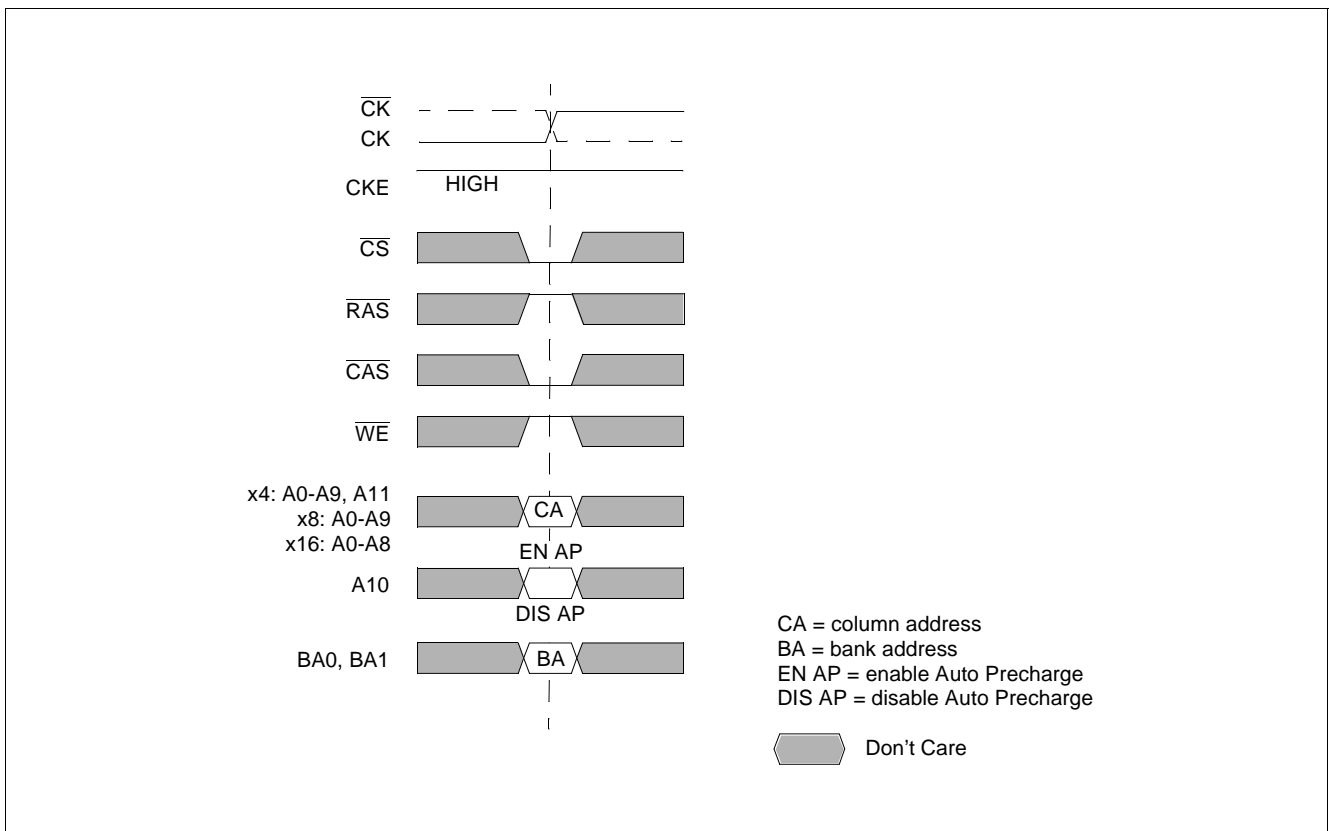 CK
CK
CKE
HIGH
CS
RAS
CAS
WE
x4: A0-A9, A11
x8: A0-A9
x16: A0-A8
CA
EN AP
A10
DIS AP
BA0, BA1
BA
CA = column address
BA = bank address
EN AP = enable Auto Precharge
DIS AP = disable Auto Precharge
Don't Care